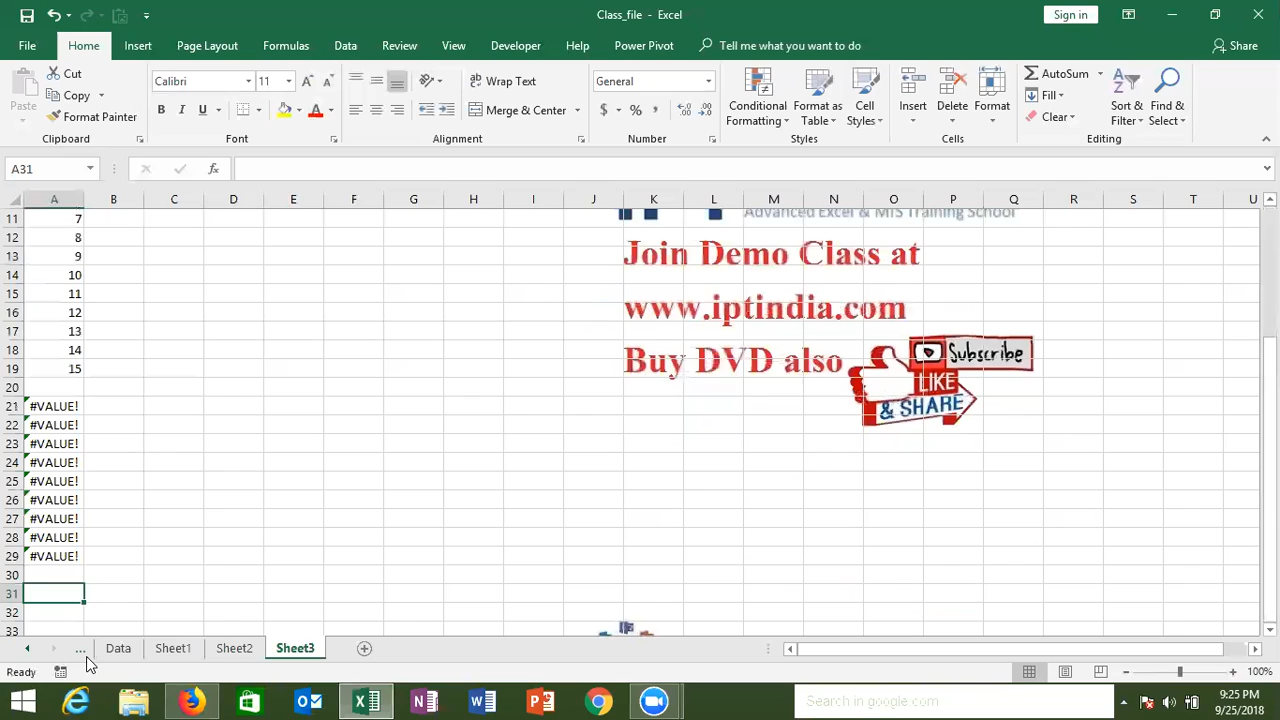 Class_file - Excel
Sign in
File Home Insert Page Layout Formulas Data Review View Developer Help Power Pivot Tell me what you want to do Share
Paste
Cut
Copy
Format Painter
Clipboard
Calibri 11
B I U
A A
Font
Wrap Text
Merge & Center
Alignment
General
$ % ,
Number
Conditional Formatting
Format as Table
Cell Styles
Styles
Insert
Delete
Format
Cells
AutoSum
Fill
Clear
Sort & Filter
Find & Select
Editing
A31
fx
A B C D E F G H I J K L M N O P Q R S T U
11 7
Advanced Excel & MIS Training School
12 8
13 9
Join Demo Class at
14 10
15 11
16 12
www.iptindia.com
17 13
18 14
19 15
Buy DVD also
Subscribe
LIKE
& SHARE
20
21 #VALUE!
22 #VALUE!
23 #VALUE!
24 #VALUE!
25 #VALUE!
26 #VALUE!
27 #VALUE!
28 #VALUE!
29 #VALUE!
30
31
32
33
... Data Sheet1 Sheet2 Sheet3
Ready
100%
Search in google.com
9:25 PM
9/25/2018